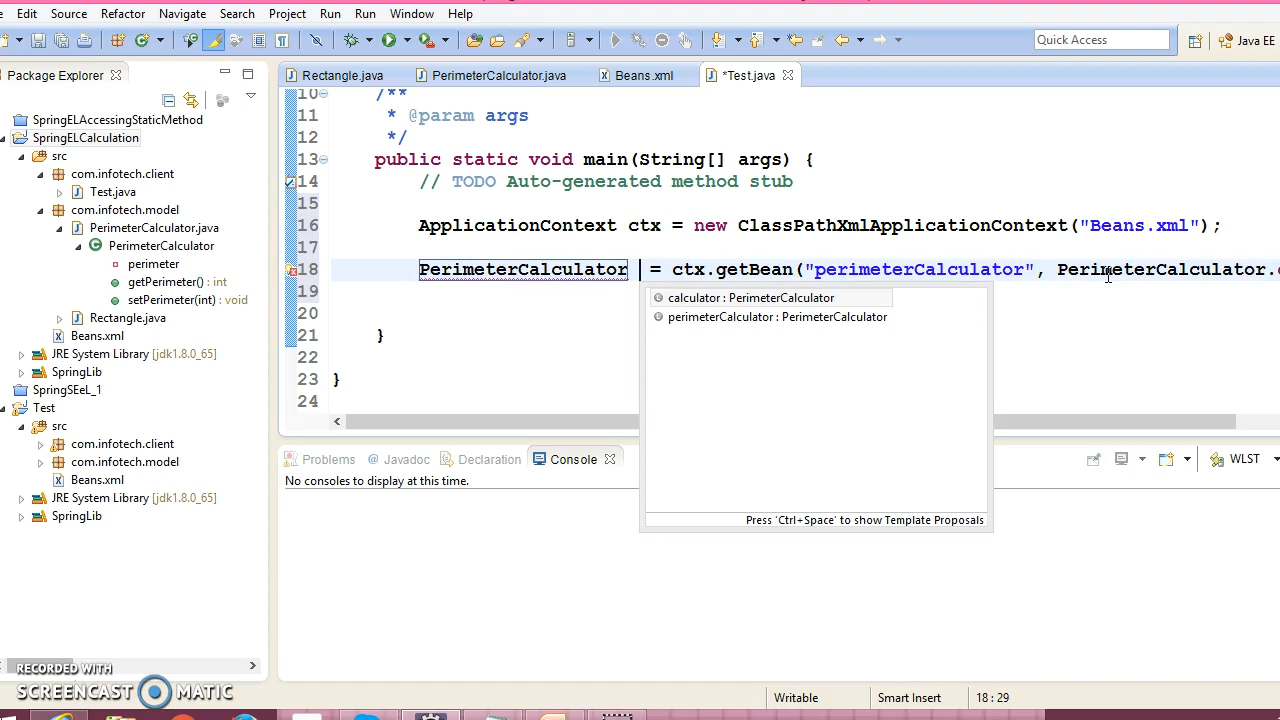 Edit Source Refactor Navigate Search Project Run Run Window Help
Quick Access
Java EE
Package Explorer
Rectangle.java
PerimeterCalculator.java
Beans.xml
*Test.java
SpringELAccessingStaticMethod
SpringELCalculation
src
com.infotech.client
Test.java
com.infotech.model
PerimeterCalculator.java
PerimeterCalculator
perimeter
getPerimeter() : int
setPerimeter(int) : void
Rectangle.java
Beans.xml
JRE System Library [jdk1.8.0_65]
SpringLib
SpringSEeL_1
Test
src
com.infotech.client
com.infotech.model
Beans.xml
JRE System Library [jdk1.8.0_65]
SpringLib
10 /**
11 * @param args
12 */
13 public static void main(String[] args) {
14 // TODO Auto-generated method stub
15
16 ApplicationContext ctx = new ClassPathXmlApplicationContext("Beans.xml");
17
18 PerimeterCalculator = ctx.getBean("perimeterCalculator", PerimeterCalculator.
19
20
21 }
22
23 }
24
calculator : PerimeterCalculator
perimeterCalculator : PerimeterCalculator
Press 'Ctrl+Space' to show Template Proposals
Problems @ Javadoc Declaration Console
WLST
No consoles to display at this time.
RECORDED WITH
SCREENCAST MATIC
Writable
Smart Insert
18 : 29